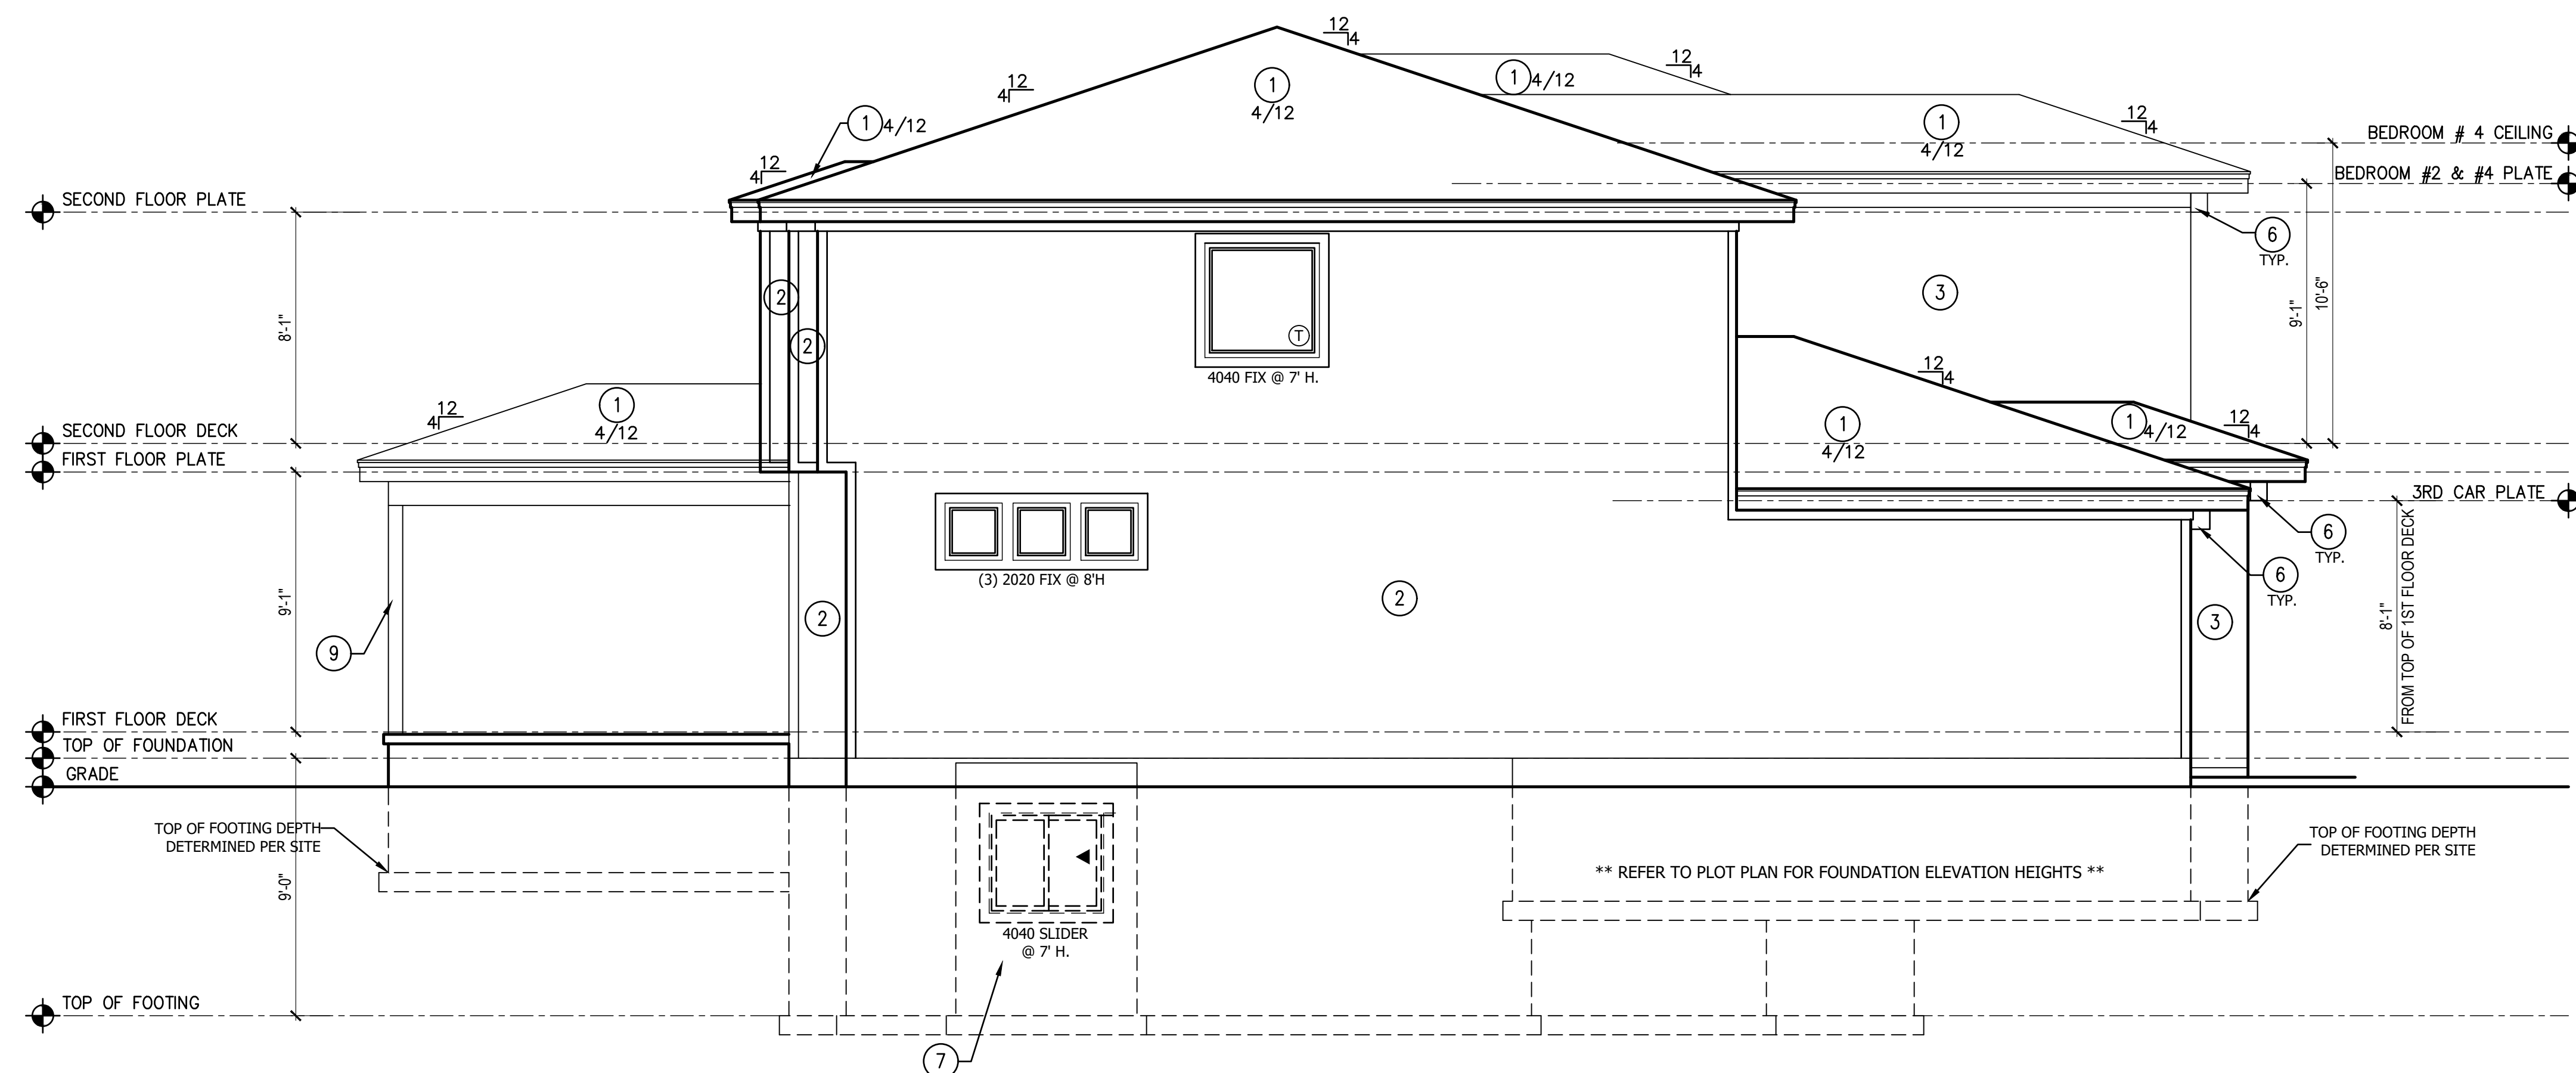 12
4
12
4
1 4/12
12
4
1
4/12
1 4/12
12
4
1
4/12
12
4
12
4
BEDROOM # 4 CEILING
BEDROOM #2 & #4 PLATE
SECOND FLOOR PLATE
6
TYP.
2
3
T
8'-1"
9'-1"
10'-6"
2
4040 FIX @ 7' H.
12
4
1
4/12
12
4
1
4/12
1
4/12
12
4
SECOND FLOOR DECK
FIRST FLOOR PLATE
3RD CAR PLATE
6
TYP.
6
TYP.
(3) 2020 FIX @ 8'H
9'-1"
2
2
3
8'-1"
FROM TOP OF 1ST FLOOR DECK
9
FIRST FLOOR DECK
TOP OF FOUNDATION
GRADE
TOP OF FOOTING DEPTH
DETERMINED PER SITE
TOP OF FOOTING DEPTH
DETERMINED PER SITE
9'-0"
** REFER TO PLOT PLAN FOR FOUNDATION ELEVATION HEIGHTS **
4040 SLIDER
@ 7' H.
TOP OF FOOTING
7